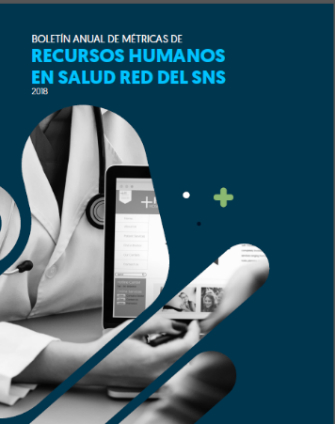 BOLETÍN ANUAL DE MÉTRICAS DE
RECURSOS HUMANOS
EN SALUD RED DEL SNS
2018